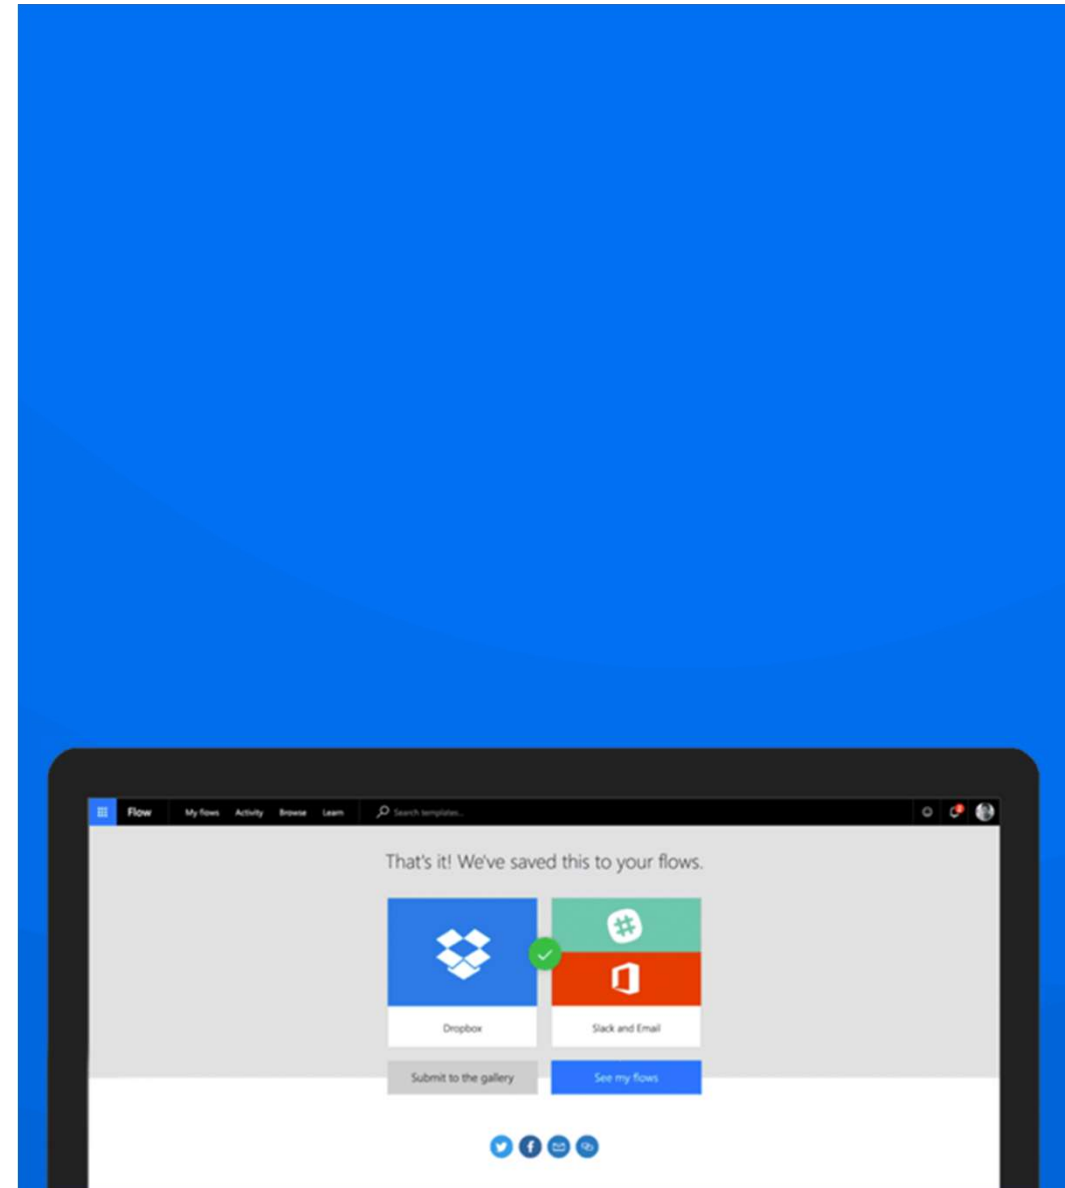 Flow My flows Activity Browse Learn Search templates... 2
That's it! We've saved this to your flows.
Dropbox Slack and Email
Submit to the gallery See my flows